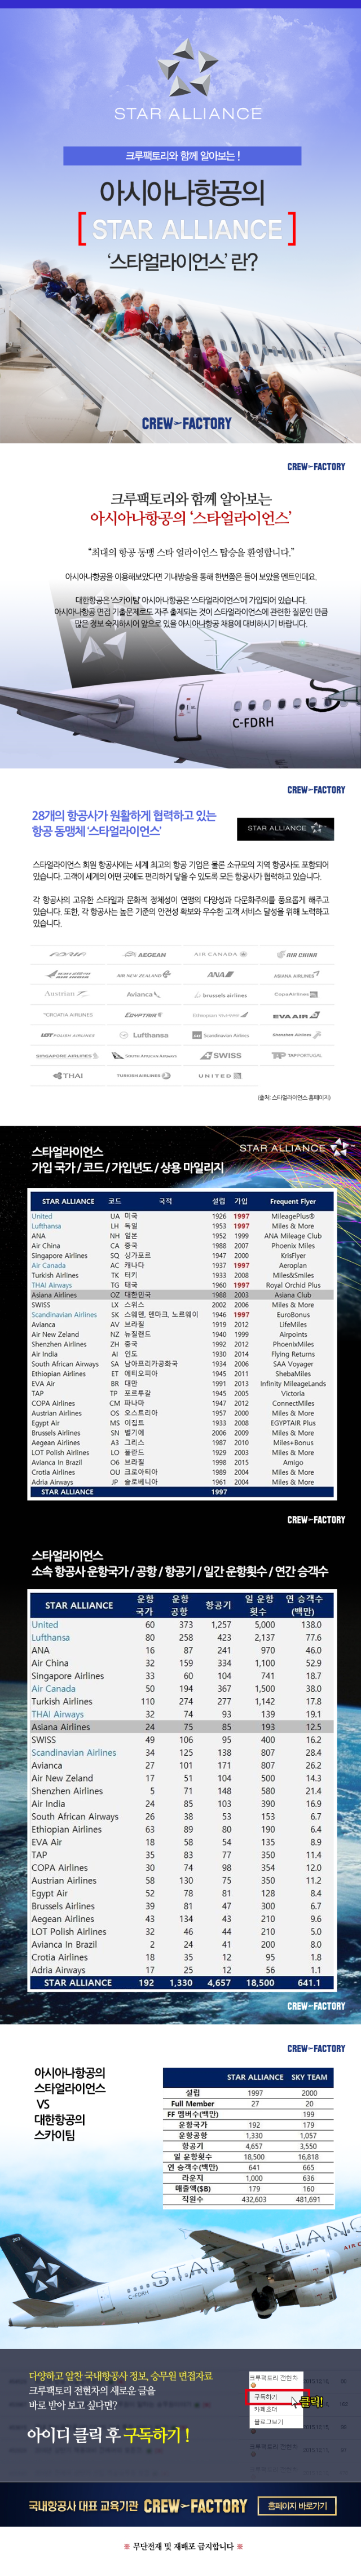 STAR ALLIANCE
크루팩토리와 함께 알아보는 !
아시아나항공의
[ STAR ALLIANCE ]
‘스타얼라이언스’ 란?
CREW FACTORY
CREW FACTORY
크루팩토리와 함께 알아보는
아시아나항공의 ‘스타얼라이언스’
“최대의 항공 동맹 스타 얼라이언스 탑승을 환영합니다.”
아시아나항공을 이용해보았다면 기내방송을 통해 한번쯤은 들어 보았을 멘트인데요.
대한항공은 ‘스카이팀’ 아시아나항공은 ‘스타얼라이언스’에 가입되어 있습니다.
아시아나항공 면접 기출문제로도 자주 출제되는 것이 스타얼라이언스에 관련한 질문인 만큼
많은 정보 숙지하시어 앞으로 있을 아시아나항공 채용에 대비하시기 바랍니다.
C-FDRH
CREW FACTORY
28개의 항공사가 원활하게 협력하고 있는
항공 동맹체 ‘스타얼라이언스’
STAR ALLIANCE
스타얼라이언스 회원 항공사에는 세계 최고의 항공 기업은 물론 소규모의 지역 항공사도 포함되어
있습니다. 고객이 세계의 어떤 곳에도 편리하게 닿을 수 있도록 모든 항공사가 협력하고 있습니다.
각 항공사의 고유한 스타일과 문화적 정체성이 연맹의 다양성과 다문화주의를 풍요롭게 해주고
있습니다. 또한, 각 항공사는 높은 기준의 안전성 확보와 우수한 고객 서비스 달성을 위해 노력하고
있습니다.
ADRIA AEGEAN AIR CANADA AIR CHINA
AIR NEW ZEALAND ANA ASIANA AIRLINES
Austrian Avianca brussels airlines CopaAirlines
CROATIA AIRLINES EGYPTAIR Ethiopian EVA AIR
LOT POLISH AIRLINES Lufthansa Scandinavian Airlines Shenzhen Airlines
SINGAPORE AIRLINES SOUTH AFRICAN AIRWAYS SWISS TAP PORTUGAL
THAI TURKISH AIRLINES UNITED
(출처: 스타얼라이언스 홈페이지)
스타얼라이언스
가입 국가 / 코드 / 가입년도 / 상용 마일리지
STAR ALLIANCE
STAR ALLIANCE 코드 국적 설립 가입 Frequent Flyer
United UA 미국 1926 1997 MileagePlus®
Lufthansa LH 독일 1953 1997 Miles & More
ANA NH 일본 1952 1999 ANA Mileage Club
Air China CA 중국 1988 2007 Phoenix Miles
Singapore Airlines SQ 싱가포르 1947 2000 KrisFlyer
Air Canada AC 캐나다 1937 1997 Aeroplan
Turkish Airlines TK 터키 1933 2008 Miles&Smiles
THAI Airways TG 태국 1960 1997 Royal Orchid Plus
Asiana Airlines OZ 대한민국 1988 2003 Asiana Club
SWISS LX 스위스 2002 2006 Miles & More
Scandinavian Airlines SK 스웨덴, 덴마크, 노르웨이 1946 1997 EuroBonus
Avianca AV 브라질 1919 2012 LifeMiles
Air New Zeland NZ 뉴질랜드 1940 1999 Airpoints
Shenzhen Airlines ZH 중국 1992 2012 PhoenixMiles
Air India AI 인도 1930 2014 Flying Returns
South African Airways SA 남아프리카공화국 1934 2006 SAA Voyager
Ethiopian Airlines ET 에티오피아 1945 2011 ShebaMiles
EVA Air BR 대만 1991 2013 Infinity MileageLands
TAP TP 포르투갈 1945 2005 Victoria
COPA Airlines CM 파나마 1947 2012 ConnectMiles
Austrian Airlines OS 오스트리아 1957 2000 Miles & More
Egypt Air MS 이집트 1933 2008 EGYPTAIR Plus
Brussels Airlines SN 벨기에 2006 2009 Miles & More
Aegean Airlines A3 그리스 1987 2010 Miles+Bonus
LOT Polish Airlines LO 폴란드 1929 2003 Miles & More
Avianca In Brazil O6 브라질 1998 2015 Amigo
Crotia Airlines OU 크로아티아 1989 2004 Miles & More
Adria Airways JP 슬로베니아 1961 2004 Miles & More
STAR ALLIANCE 1997
CREW FACTORY
스타얼라이언스
소속 항공사 운항국가 / 공항 / 항공기 / 일간 운항횟수 / 연간 승객수
STAR ALLIANCE 운항국가 운항공항 항공기 일 운항횟수 연 승객수(백만)
United 60 373 1,257 5,000 138.0
Lufthansa 80 258 423 2,137 77.6
ANA 16 87 241 970 46.0
Air China 32 159 334 1,100 52.9
Singapore Airlines 33 60 104 741 18.7
Air Canada 50 194 367 1,500 38.0
Turkish Airlines 110 274 277 1,142 17.8
THAI Airways 32 74 93 139 19.1
Asiana Airlines 24 75 85 193 12.5
SWISS 49 106 95 400 16.2
Scandinavian Airlines 34 125 138 807 28.4
Avianca 27 101 171 807 26.2
Air New Zeland 17 51 104 500 14.3
Shenzhen Airlines 5 71 148 580 21.4
Air India 24 85 103 390 16.9
South African Airways 26 38 53 153 6.7
Ethiopian Airlines 63 89 80 190 6.4
EVA Air 18 58 54 135 8.9
TAP 35 83 77 350 11.4
COPA Airlines 30 74 98 354 12.0
Austrian Airlines 58 130 75 350 11.2
Egypt Air 52 78 81 128 8.4
Brussels Airlines 39 81 47 300 6.7
Aegean Airlines 43 134 43 210 9.6
LOT Polish Airlines 32 46 44 210 5.0
Avianca In Brazil 2 24 41 200 8.0
Crotia Airlines 18 35 12 95 1.8
Adria Airways 17 25 12 56 1.1
STAR ALLIANCE 192 1,330 4,657 18,500 641.1
CREW FACTORY
CREW FACTORY
아시아나항공의
스타얼라이언스
VS
대한항공의
스카이팀
STAR ALLIANCE SKY TEAM
설립 1997 2000
Full Member 27 20
FF 멤버수(백만) 199
운항국가 192 179
운항공항 1,330 1,057
항공기 4,657 3,550
일 운항횟수 18,500 16,818
연 승객수(백만) 641 665
라운지 1,000 636
매출액($B) 179 160
직원수 432,603 481,691
STAR ALLIANCE
C-FDRH
AIR C
다양하고 알찬 국내항공사 정보, 승무원 면접자료
크루팩토리 전현차의 새로운 글을
바로 받아 보고 싶다면?
아이디 클릭 후 구독하기 !
크루팩토리 전현차
구독하기
클릭!
카페초대
블로그보기
국내항공사 대표 교육기관 CREW FACTORY 홈페이지 바로가기
※ 무단전재 및 재배포 금지합니다 ※